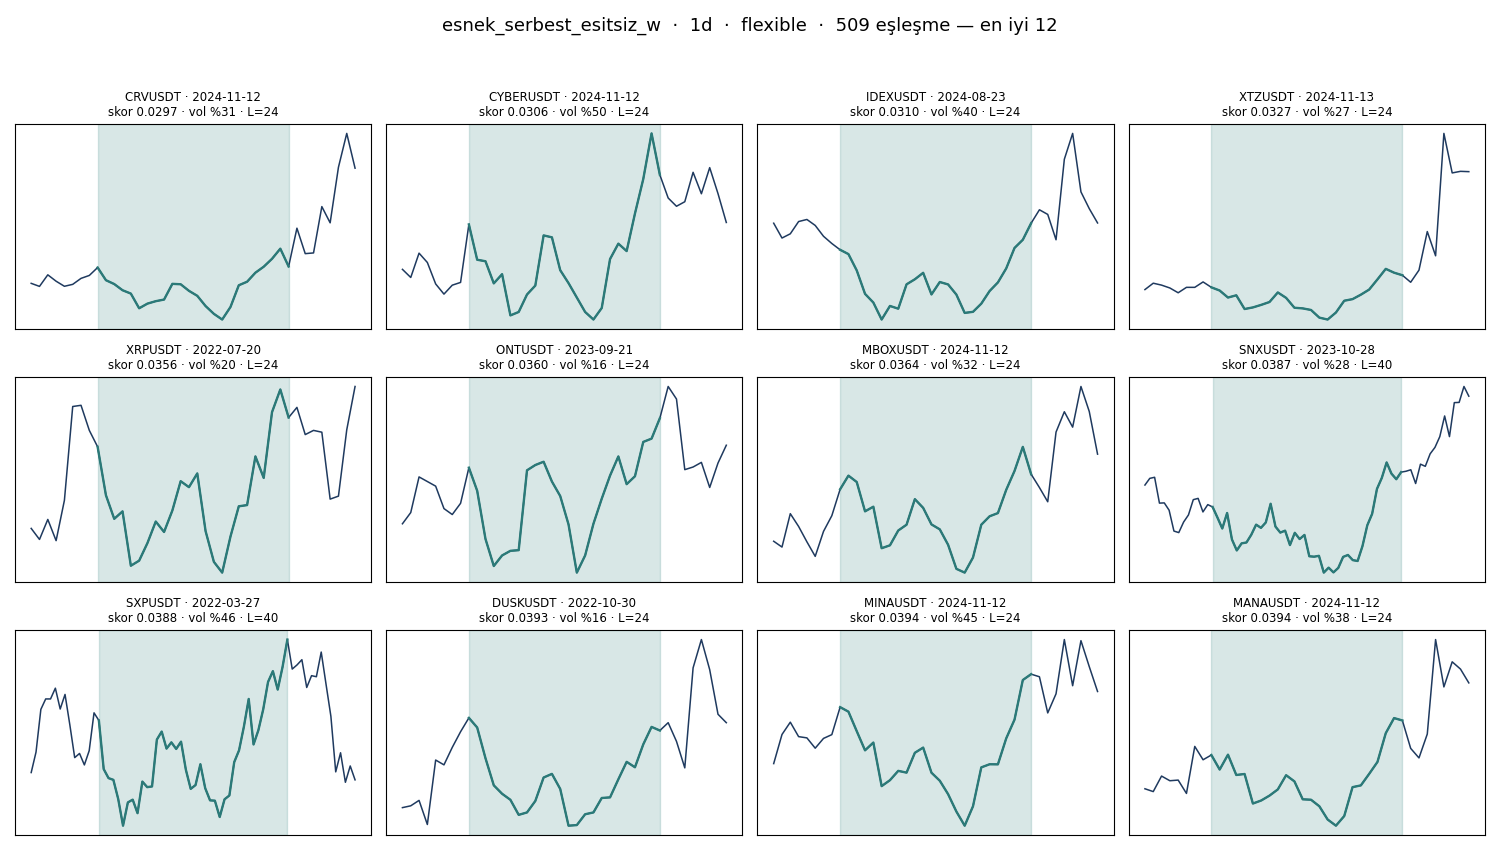 esnek_serbest_esitsiz_w · 1d · flexible · 509 eşleşme — en iyi 12
CRVUSDT · 2024-11-12
skor 0.0297 · vol %31 · L=24
CYBERUSDT · 2024-11-12
skor 0.0306 · vol %50 · L=24
IDEXUSDT · 2024-08-23
skor 0.0310 · vol %40 · L=24
XTZUSDT · 2024-11-13
skor 0.0327 · vol %27 · L=24
XRPUSDT · 2022-07-20
skor 0.0356 · vol %20 · L=24
ONTUSDT · 2023-09-21
skor 0.0360 · vol %16 · L=24
MBOXUSDT · 2024-11-12
skor 0.0364 · vol %32 · L=24
SNXUSDT · 2023-10-28
skor 0.0387 · vol %28 · L=40
SXPUSDT · 2022-03-27
skor 0.0388 · vol %46 · L=40
DUSKUSDT · 2022-10-30
skor 0.0393 · vol %16 · L=24
MINAUSDT · 2024-11-12
skor 0.0394 · vol %45 · L=24
MANAUSDT · 2024-11-12
skor 0.0394 · vol %38 · L=24